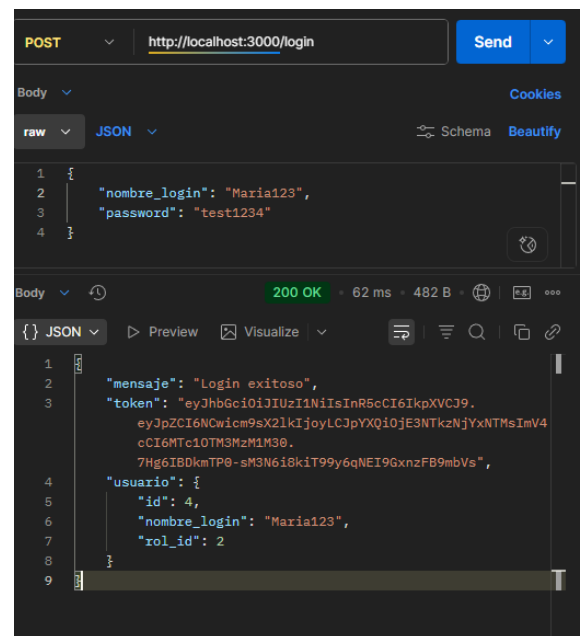 POST http://localhost:3000/login Send
Body Cookies
raw JSON Schema Beautify
1 {
2 "nombre_login": "Maria123",
3 "password": "test1234"
4 }
Body 200 OK • 62 ms • 482 B • e.g.
{} JSON Preview Visualize
1 {
2 "mensaje": "Login exitoso",
3 "token": "eyJhbGciOiJIUzI1NiIsInR5cCI6IkpXVCJ9.
eyJpZCI6NCwicm9sX2lkIjoyLCJpYXQiOjE3NTkzNjYxNTMsImV4
cCI6MTc1OTM3MzM1M30.
7Hg6IBDkmTP0-sM3N6i8kiT99y6qNEI9GxnzFB9mbVs",
4 "usuario": {
5 "id": 4,
6 "nombre_login": "Maria123",
7 "rol_id": 2
8 }
9 }